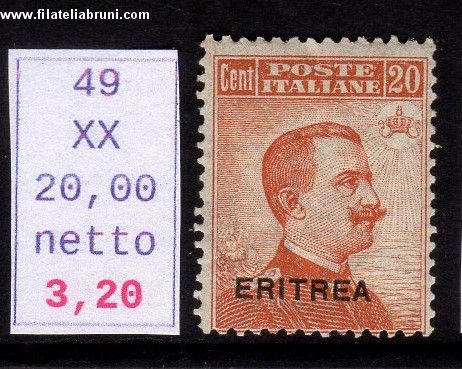 www.filateliabruni.com
49
XX
20,00
netto
3,20
Cent POSTE ITALIANE 20
ERITREA